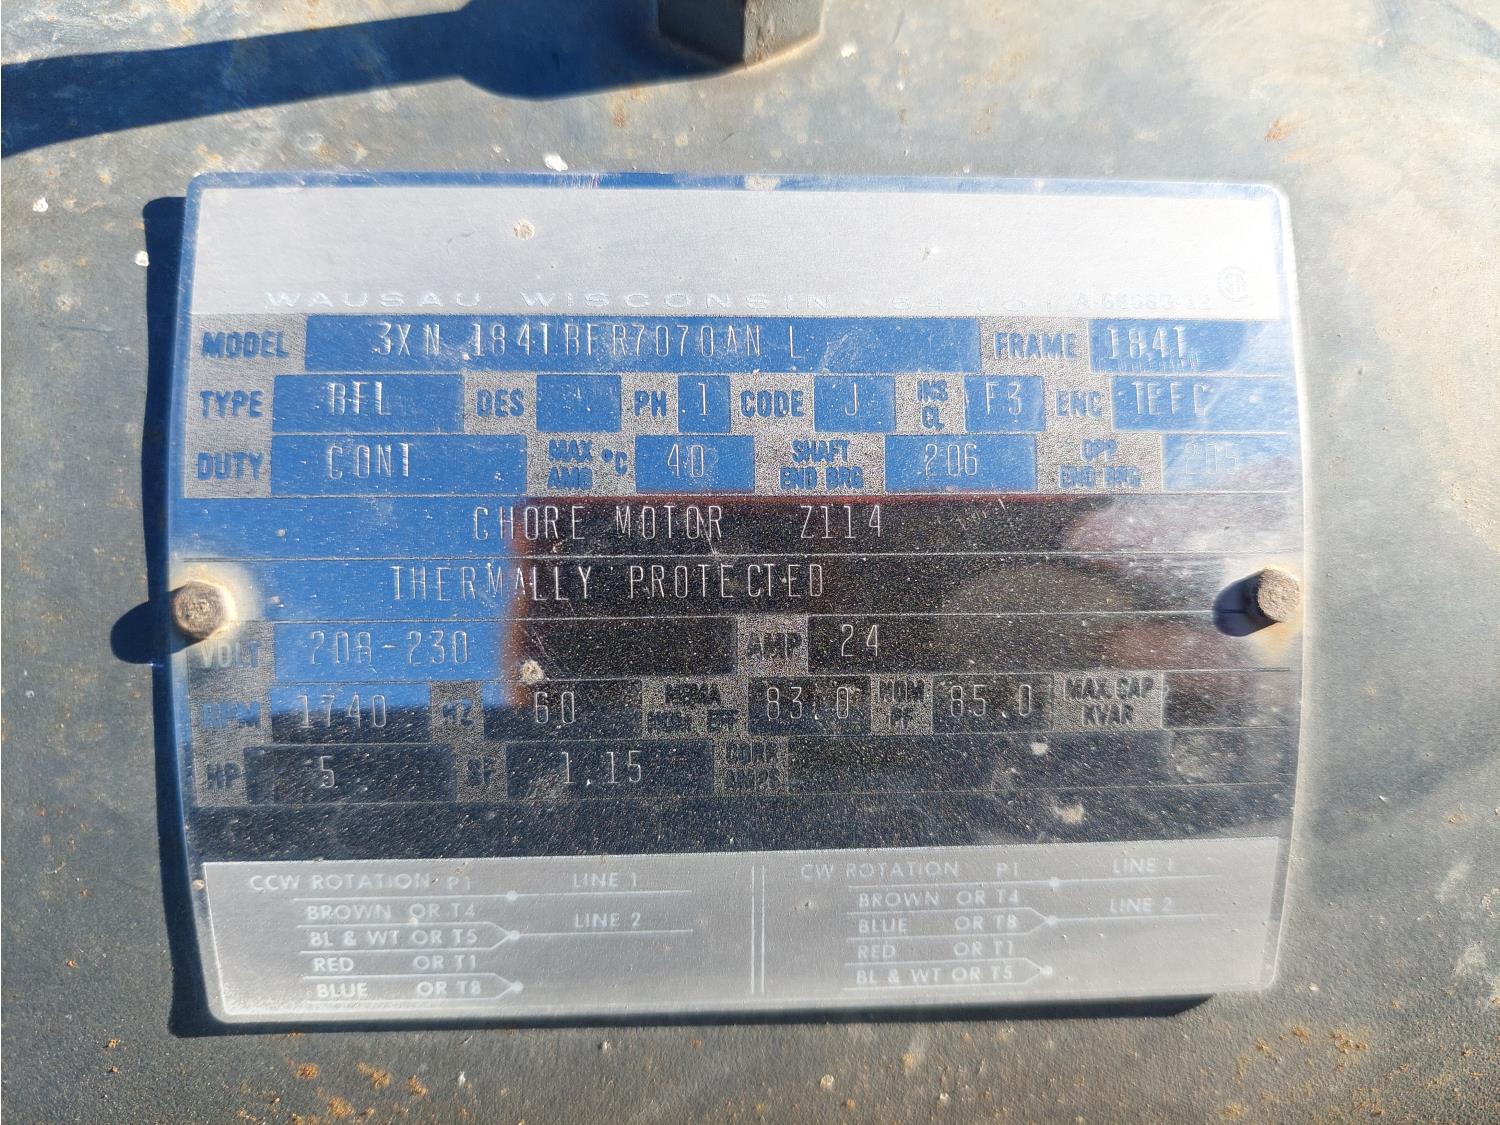 WAUSAU WISCONSIN
MODEL 3XN 184TBFR7070AN L FRAME 184T
TYPE BFL DES PH 1 CODE J INS CL F3 ENC TEFC
DUTY CONT MAX AMB °C 40 SHAFT END BRG 206 OPP END BRG 205
CHORE MOTOR Z114
THERMALLY PROTECTED
VOLT 208-230 AMP 24
RPM 1740 HZ 60 NEMA NOM. EFF 83.0 NOM PF 85.0 MAX. CAP KVAR
HP 5 SF 1.15 CORR AMPS
CCW ROTATION P1 LINE 1
BROWN OR T4
BL & WT OR T5 LINE 2
RED OR T1
BLUE OR T8
CW ROTATION P1 LINE 1
BROWN OR T4
BLUE OR T8 LINE 2
RED OR T1
BL & WT OR T5